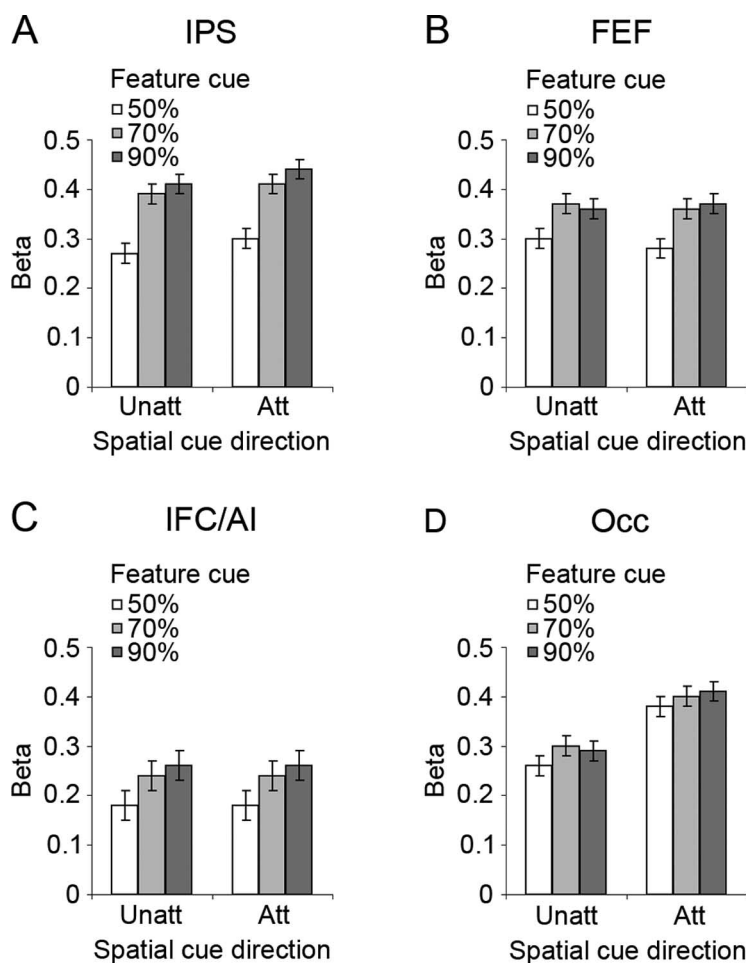 A
IPS
Feature cue
50%
70%
90%
0.5
0.4
0.3
0.2
0.1
0
Beta
Unatt
Att
Spatial cue direction
B
FEF
Feature cue
50%
70%
90%
0.5
0.4
0.3
0.2
0.1
0
Beta
Unatt
Att
Spatial cue direction
C
IFC/AI
Feature cue
50%
70%
90%
0.5
0.4
0.3
0.2
0.1
0
Beta
Unatt
Att
Spatial cue direction
D
Occ
Feature cue
50%
70%
90%
0.5
0.4
0.3
0.2
0.1
0
Beta
Unatt
Att
Spatial cue direction